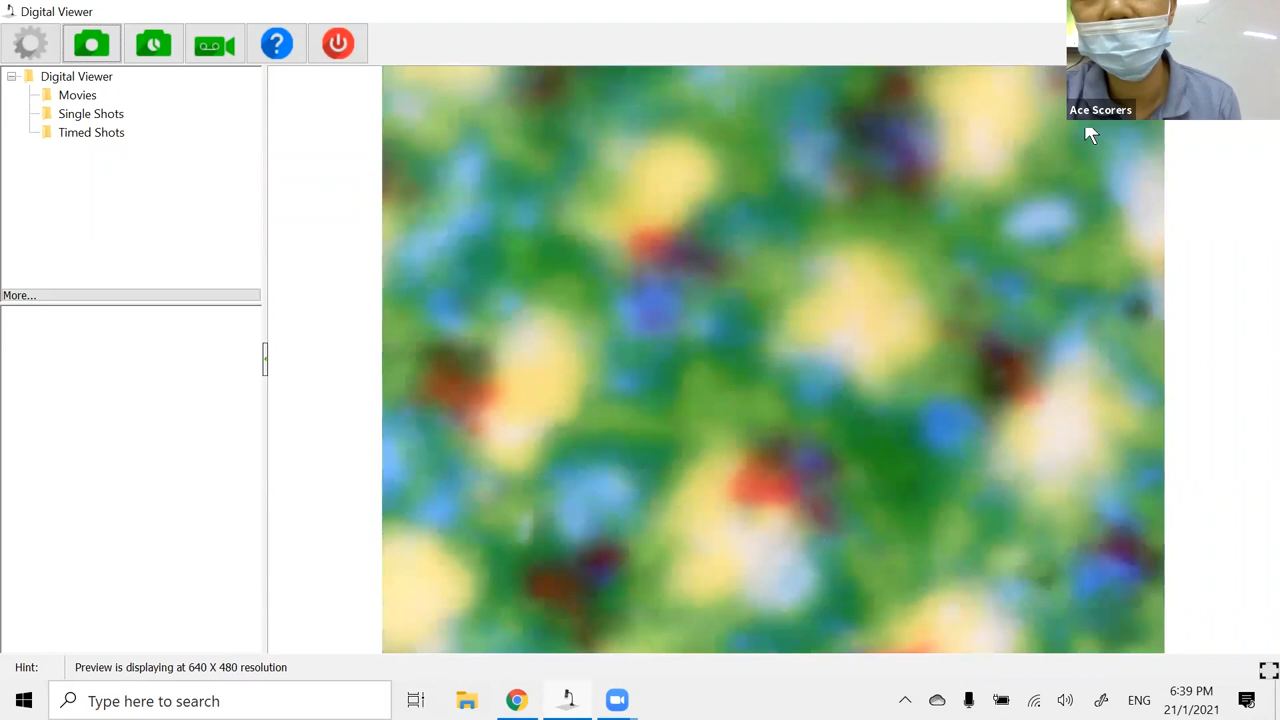 Digital Viewer
Ace Scorers
Digital Viewer
Movies
Single Shots
Timed Shots
More...
Hint:
Preview is displaying at 640 X 480 resolution
Type here to search
ENG
6:39 PM
21/1/2021